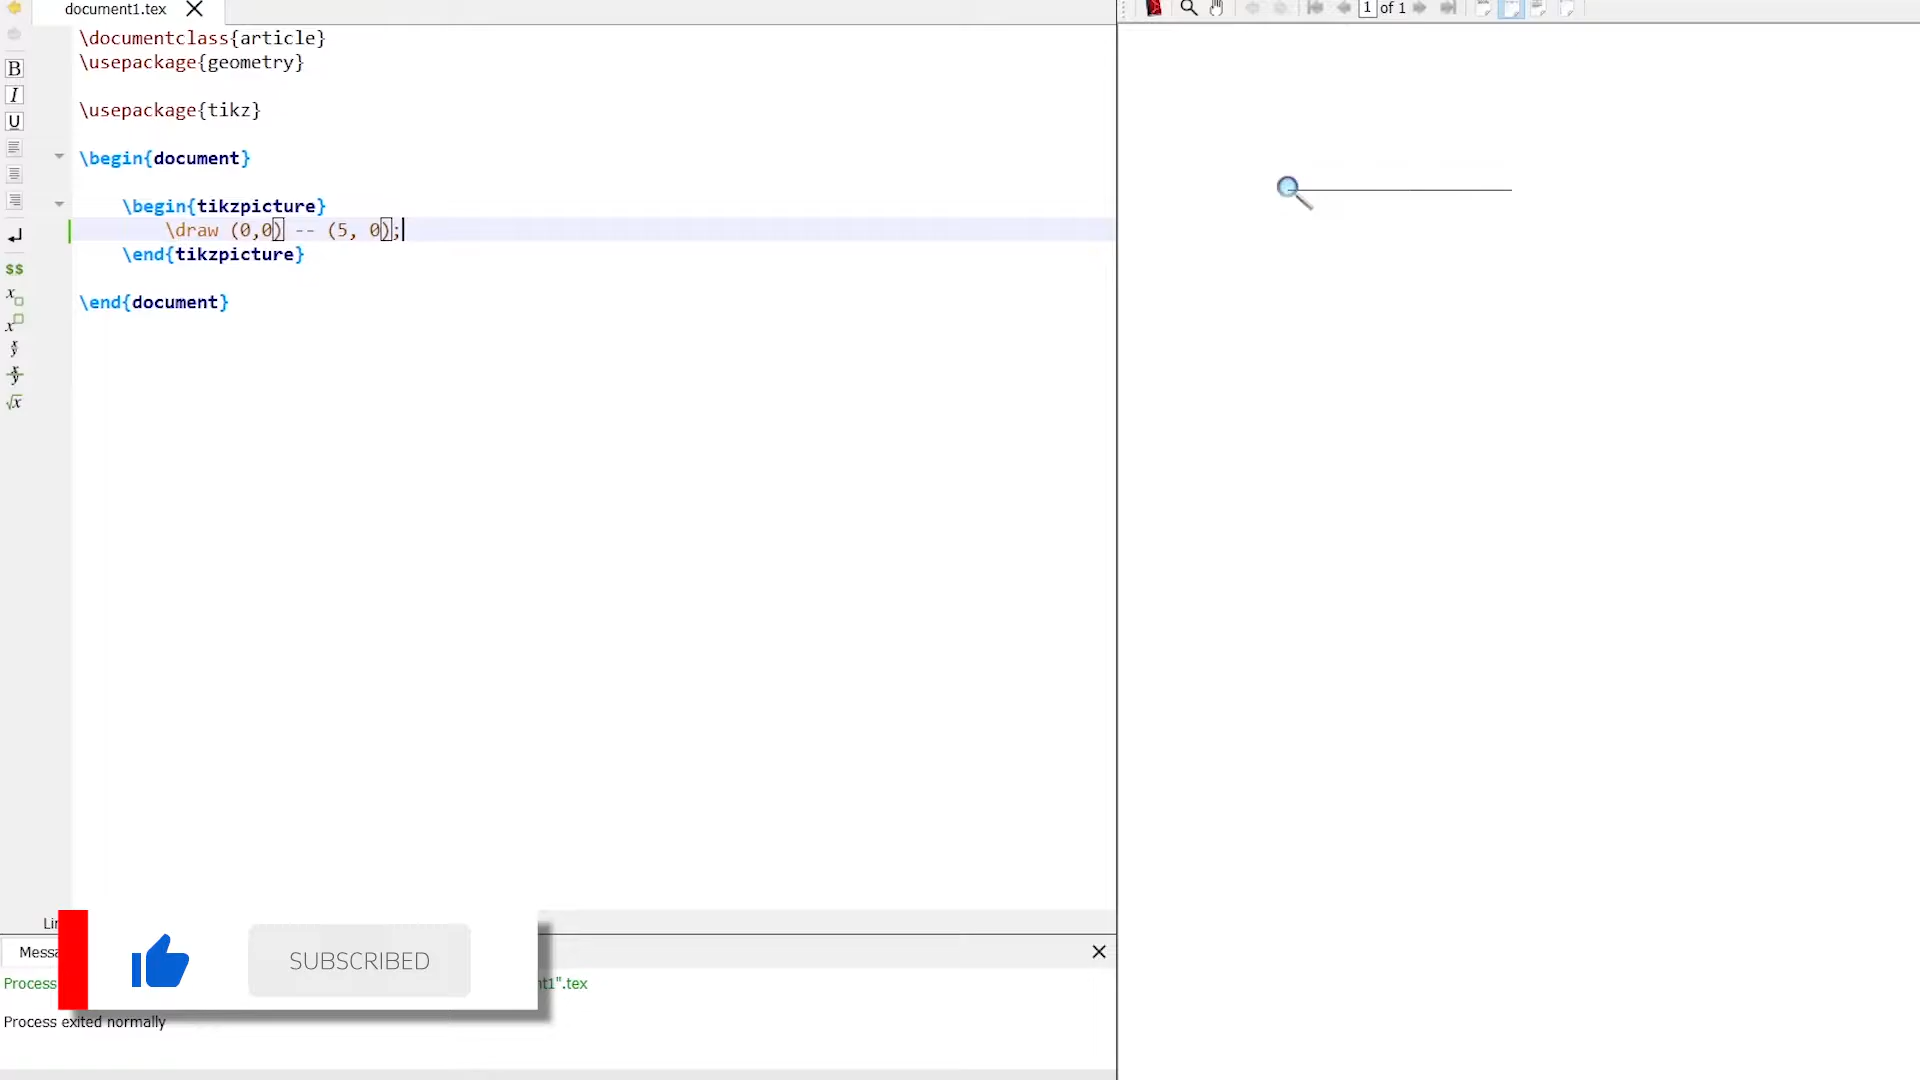 document1.tex
1 of 1
\documentclass{article}
\usepackage{geometry}
\usepackage{tikz}
\begin{document}
\begin{tikzpicture}
\draw (0,0) -- (5, 0);
\end{tikzpicture}
\end{document}
B
I
U
$$
x
x
x
y
x
y
√x
SUBSCRIBED
Process
.tex
Process exited normally